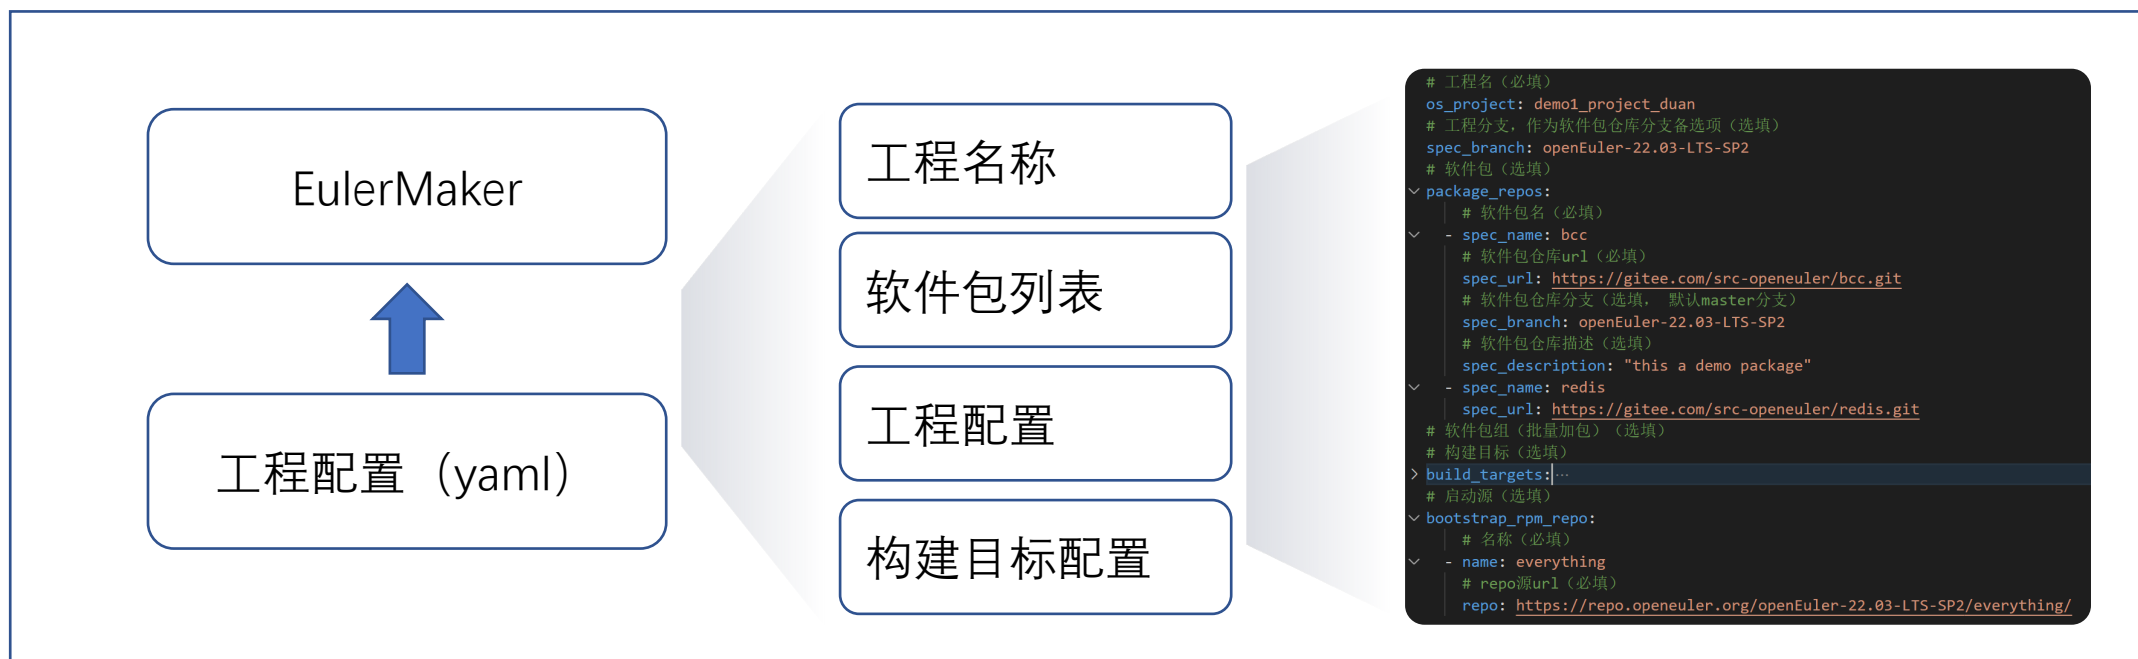 EulerMaker
工程配置（yaml）
工程名称
软件包列表
工程配置
构建目标配置
# 工程名（必填）
os_project: demo1_project_duan
# 工程分支，作为软件包仓库分支备选项（选填）
spec_branch: openEuler-22.03-LTS-SP2
# 软件包（选填）
package_repos:
# 软件包名（必填）
- spec_name: bcc
# 软件包仓库url（必填）
spec_url: https://gitee.com/src-openeuler/bcc.git
# 软件包仓库分支（选填， 默认master分支）
spec_branch: openEuler-22.03-LTS-SP2
# 软件包仓库描述（选填）
spec_description: "this a demo package"
- spec_name: redis
spec_url: https://gitee.com/src-openeuler/redis.git
# 软件包组（批量加包）（选填）
# 构建目标（选填）
build_targets:…
# 启动源（选填）
bootstrap_rpm_repo:
# 名称（必填）
- name: everything
# repo源url（必填）
repo: https://repo.openeuler.org/openEuler-22.03-LTS-SP2/everything/